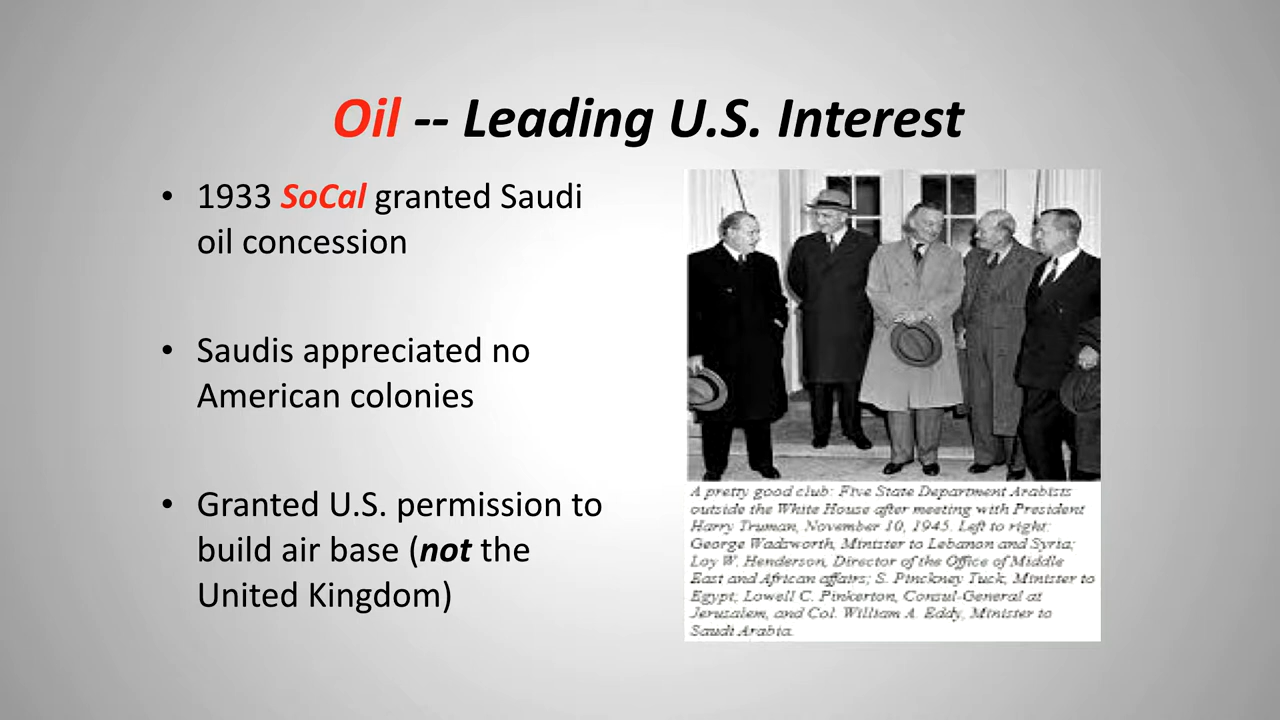 Oil -- Leading U.S. Interest
• 1933 SoCal granted Saudi
oil concession
• Saudis appreciated no
American colonies
• Granted U.S. permission to
build air base (not the
United Kingdom)
A pretty good club: Five State Department Arabists
outside the White House after meeting with President
Harry Truman, November 10, 1945. Left to right:
George Wadsworth, Minister to Lebanon and Syria;
Loy W. Henderson, Director of the Office of Middle
East and African affairs; S. Pinckney Tuck, Minister to
Egypt; Lowell C. Pinkerton, Consul-General at
Jerusalem, and Col. William A. Eddy, Minister to
Saudi Arabia.